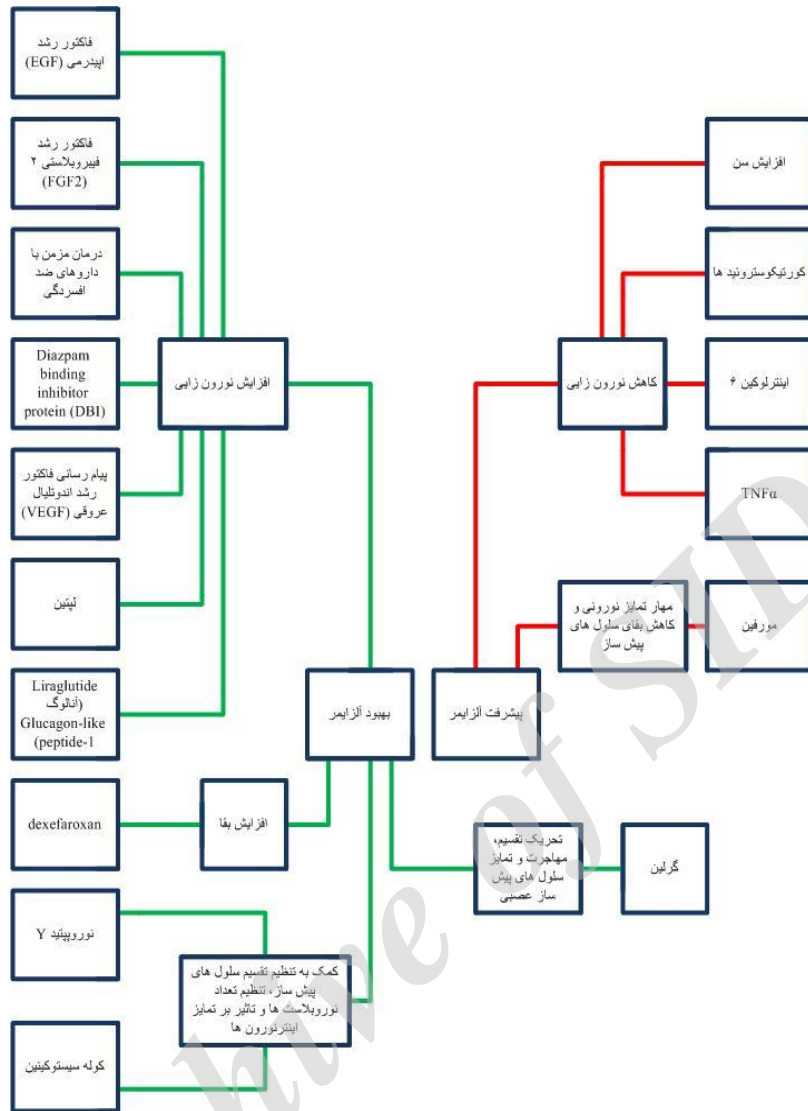 فاکتور رشد
اپیدرمی (EGF)
فاکتور رشد
فیبروبلاستی ۲
(FGF2)
درمان مزمن با
داروهای ضد
افسردگی
Diazpam
binding
inhibitor
protein (DBI)
پیام رسانی فاکتور
رشد اندوتلیال
عروقی (VEGF)
لپتین
Liraglutide
(آنالوگ
Glucagon-like
peptide-1)
dexefaroxan
نوروپپتید Y
کوله سیستوکینین
افزایش نورون زایی
بهبود آلزایمر
افزایش بقا
کمک به تنظیم تقسیم سلول های
پیش ساز، تنظیم تعداد
نوروبلاست ها و تاثیر بر تمایز
اینترنورون ها
افزایش سن
کورتیکوستروئید ها
اینترلوکین ۶
TNFα
کاهش نورون زایی
مورفین
مهار تمایز نورونی و
کاهش بقای سلول های
پیش ساز
پیشرفت آلزایمر
گرلین
تحریک تقسیم،
مهاجرت و تمایز
سلول های پیش
ساز عصبی
hive of SID